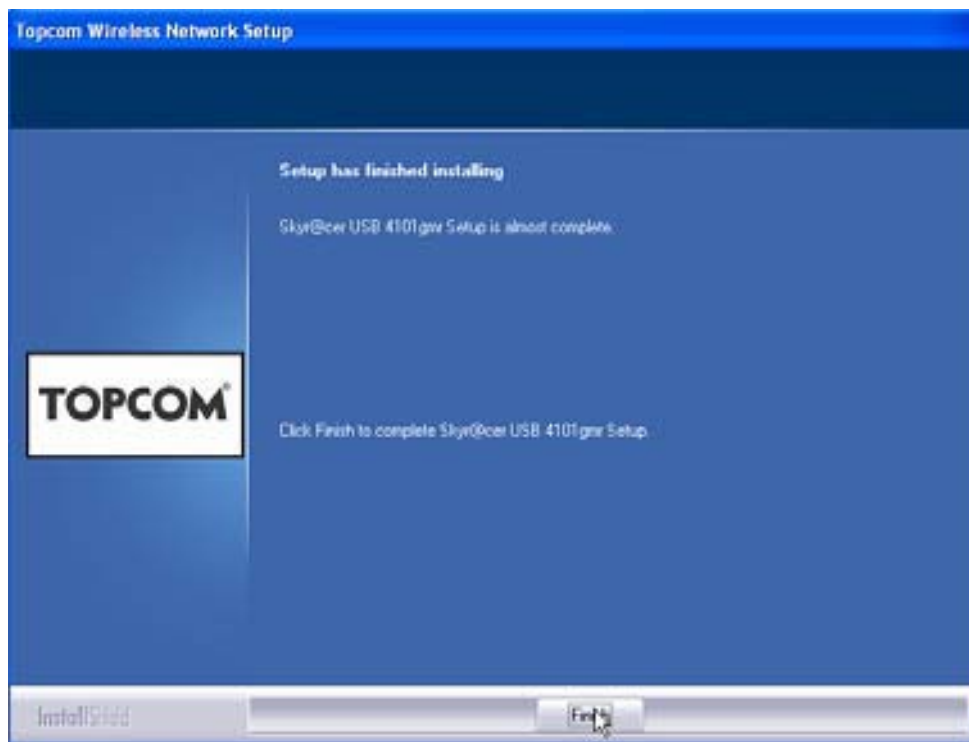 Topcom Wireless Network Setup
Setup has finished installing
Skyr@cer USB 4101gmr Setup is almost complete.
TOPCOM®
Click Finish to complete Skyr@cer USB 4101gmr Setup.
InstallShield
Finish